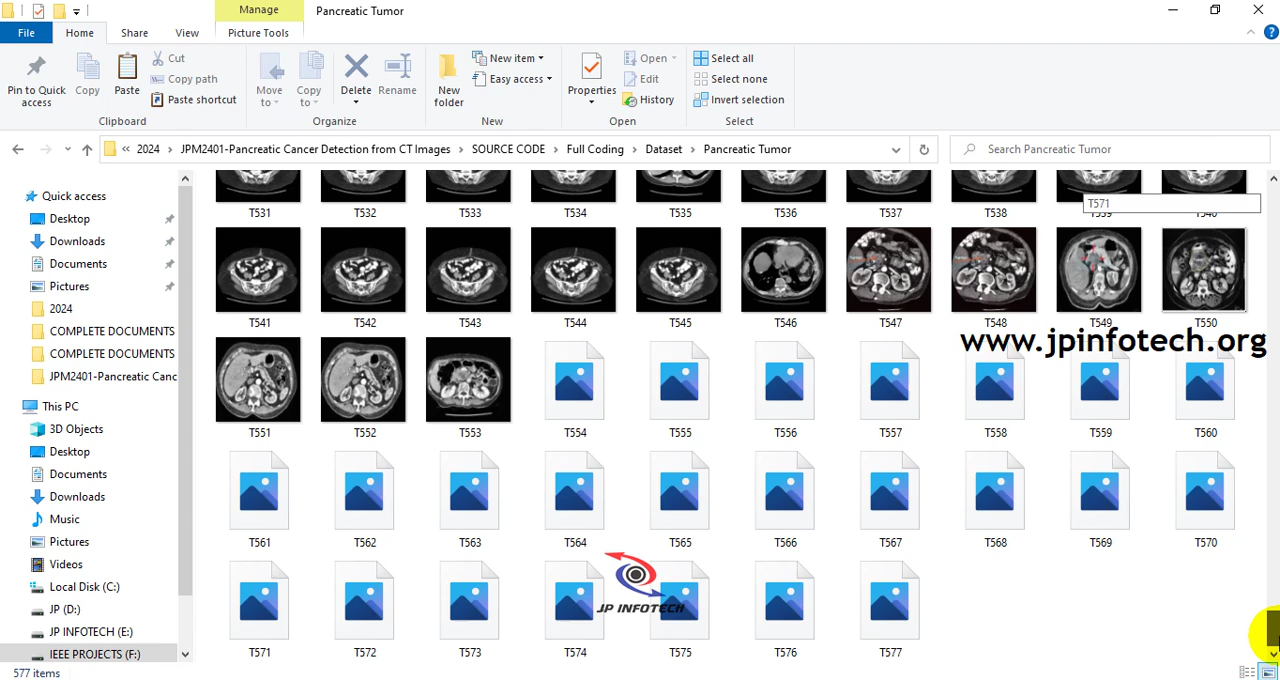 Manage
Pancreatic Tumor
File
Home
Share
View
Picture Tools
Pin to Quick
access
Copy
Paste
Cut
Copy path
Paste shortcut
Clipboard
Move
to
Copy
to
Delete
Rename
Organize
New
folder
New item
Easy access
New
Properties
Open
Edit
History
Open
Select all
Select none
Invert selection
Select
« 2024 › JPM2401-Pancreatic Cancer Detection from CT Images › SOURCE CODE › Full Coding › Dataset › Pancreatic Tumor
Search Pancreatic Tumor
Quick access
Desktop
Downloads
Documents
Pictures
2024
COMPLETE DOCUMENTS
COMPLETE DOCUMENTS
JPM2401-Pancreatic Canc
This PC
3D Objects
Desktop
Documents
Downloads
Music
Pictures
Videos
Local Disk (C:)
JP (D:)
JP INFOTECH (E:)
IEEE PROJECTS (F:)
T571
T531 T532 T533 T534 T535 T536 T537 T538 T539 T540
T541 T542 T543 T544 T545 T546 T547 T548 T549 T550
www.jpinfotech.org
T551 T552 T553 T554 T555 T556 T557 T558 T559 T560
T561 T562 T563 T564 T565 T566 T567 T568 T569 T570
JP INFOTECH
T571 T572 T573 T574 T575 T576 T577
577 items